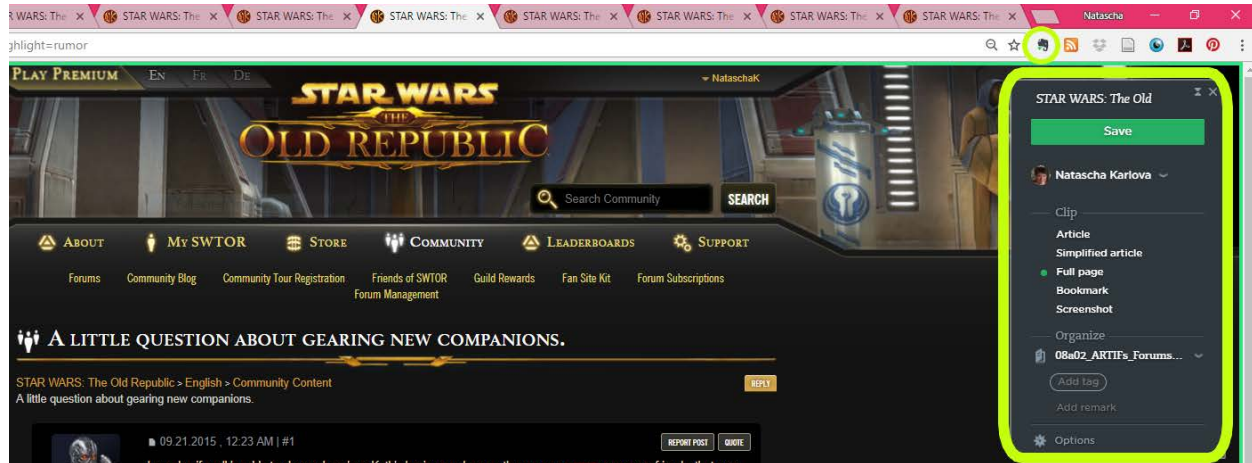 R WARS: The STAR WARS: The STAR WARS: The STAR WARS: The STAR WARS: The STAR WARS: The STAR WARS: The STAR WARS: The Natascha
ghlight=rumor
PLAY PREMIUM EN FR DE NataschaK
STAR WARS
THE
OLD REPUBLIC
Search Community SEARCH
ABOUT MY SWTOR STORE COMMUNITY LEADERBOARDS SUPPORT
Forums Community Blog Community Tour Registration Friends of SWTOR Guild Rewards Fan Site Kit Forum Subscriptions
Forum Management
A LITTLE QUESTION ABOUT GEARING NEW COMPANIONS.
STAR WARS: The Old Republic > English > Community Content REPLY
A little question about gearing new companions.
09.21.2015 , 12:23 AM | #1 REPORT POST QUOTE
STAR WARS: The Old
Save
Natascha Karlova
Clip
Article
Simplified article
Full page
Bookmark
Screenshot
Organize
08a02_ARTIFs_Forums...
Add tag
Add remark
Options